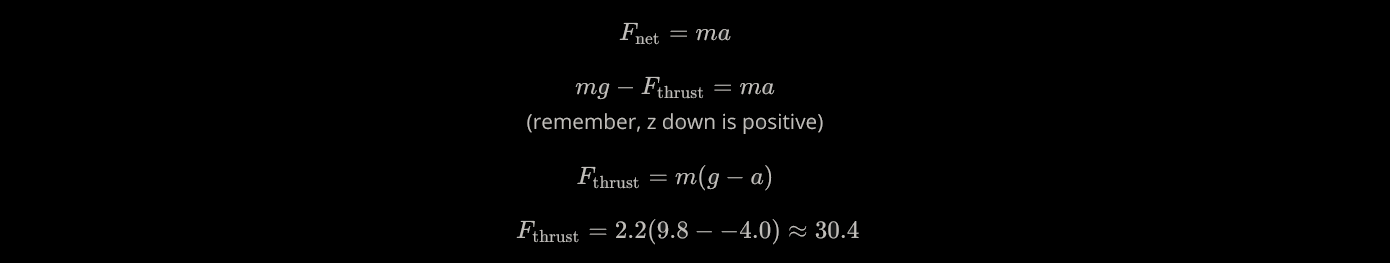 F_net = ma
mg − F_thrust = ma
(remember, z down is positive)
F_thrust = m(g − a)
F_thrust = 2.2(9.8 − −4.0) ≈ 30.4